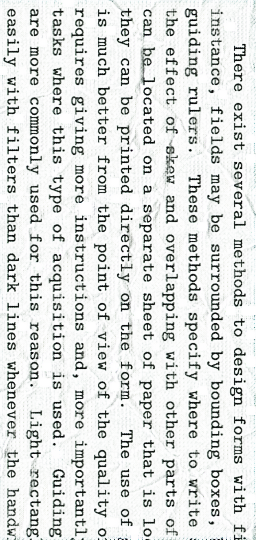 There exist several methods to design forms with fi
instance, fields may be surrounded by bounding boxes,
guiding rulers. These methods specify where to write
the effect of skew and overlapping with other parts of
can be located on a separate sheet of paper that is lo
they can be printed directly on the form. The use of
is much better from the point of view of the quality o
requires giving more instructions and, more importantl
tasks where this type of acquisition is used. Guiding
are more commonly used for this reason. Light rectang
easily with filters than dark lines whenever the handw